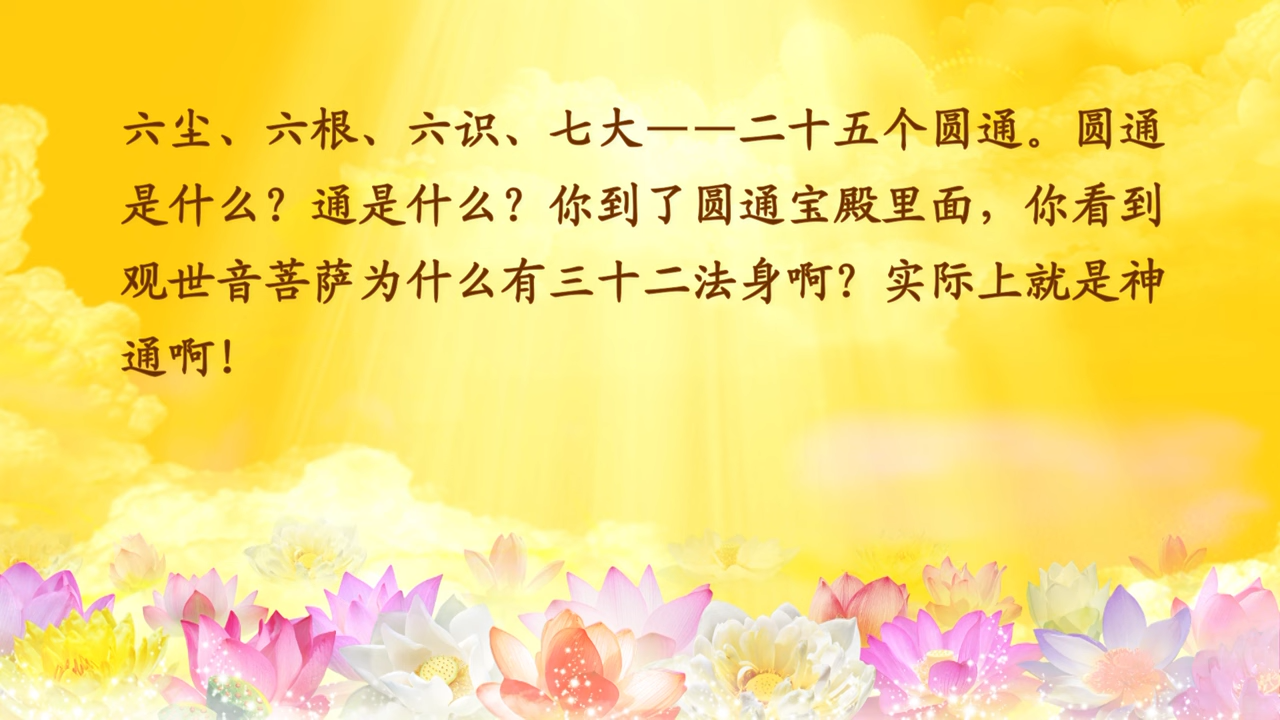 六尘、六根、六识、七大——二十五个圆通。圆通
是什么？通是什么？你到了圆通宝殿里面，你看到
观世音菩萨为什么有三十二法身啊？实际上就是神
通啊！